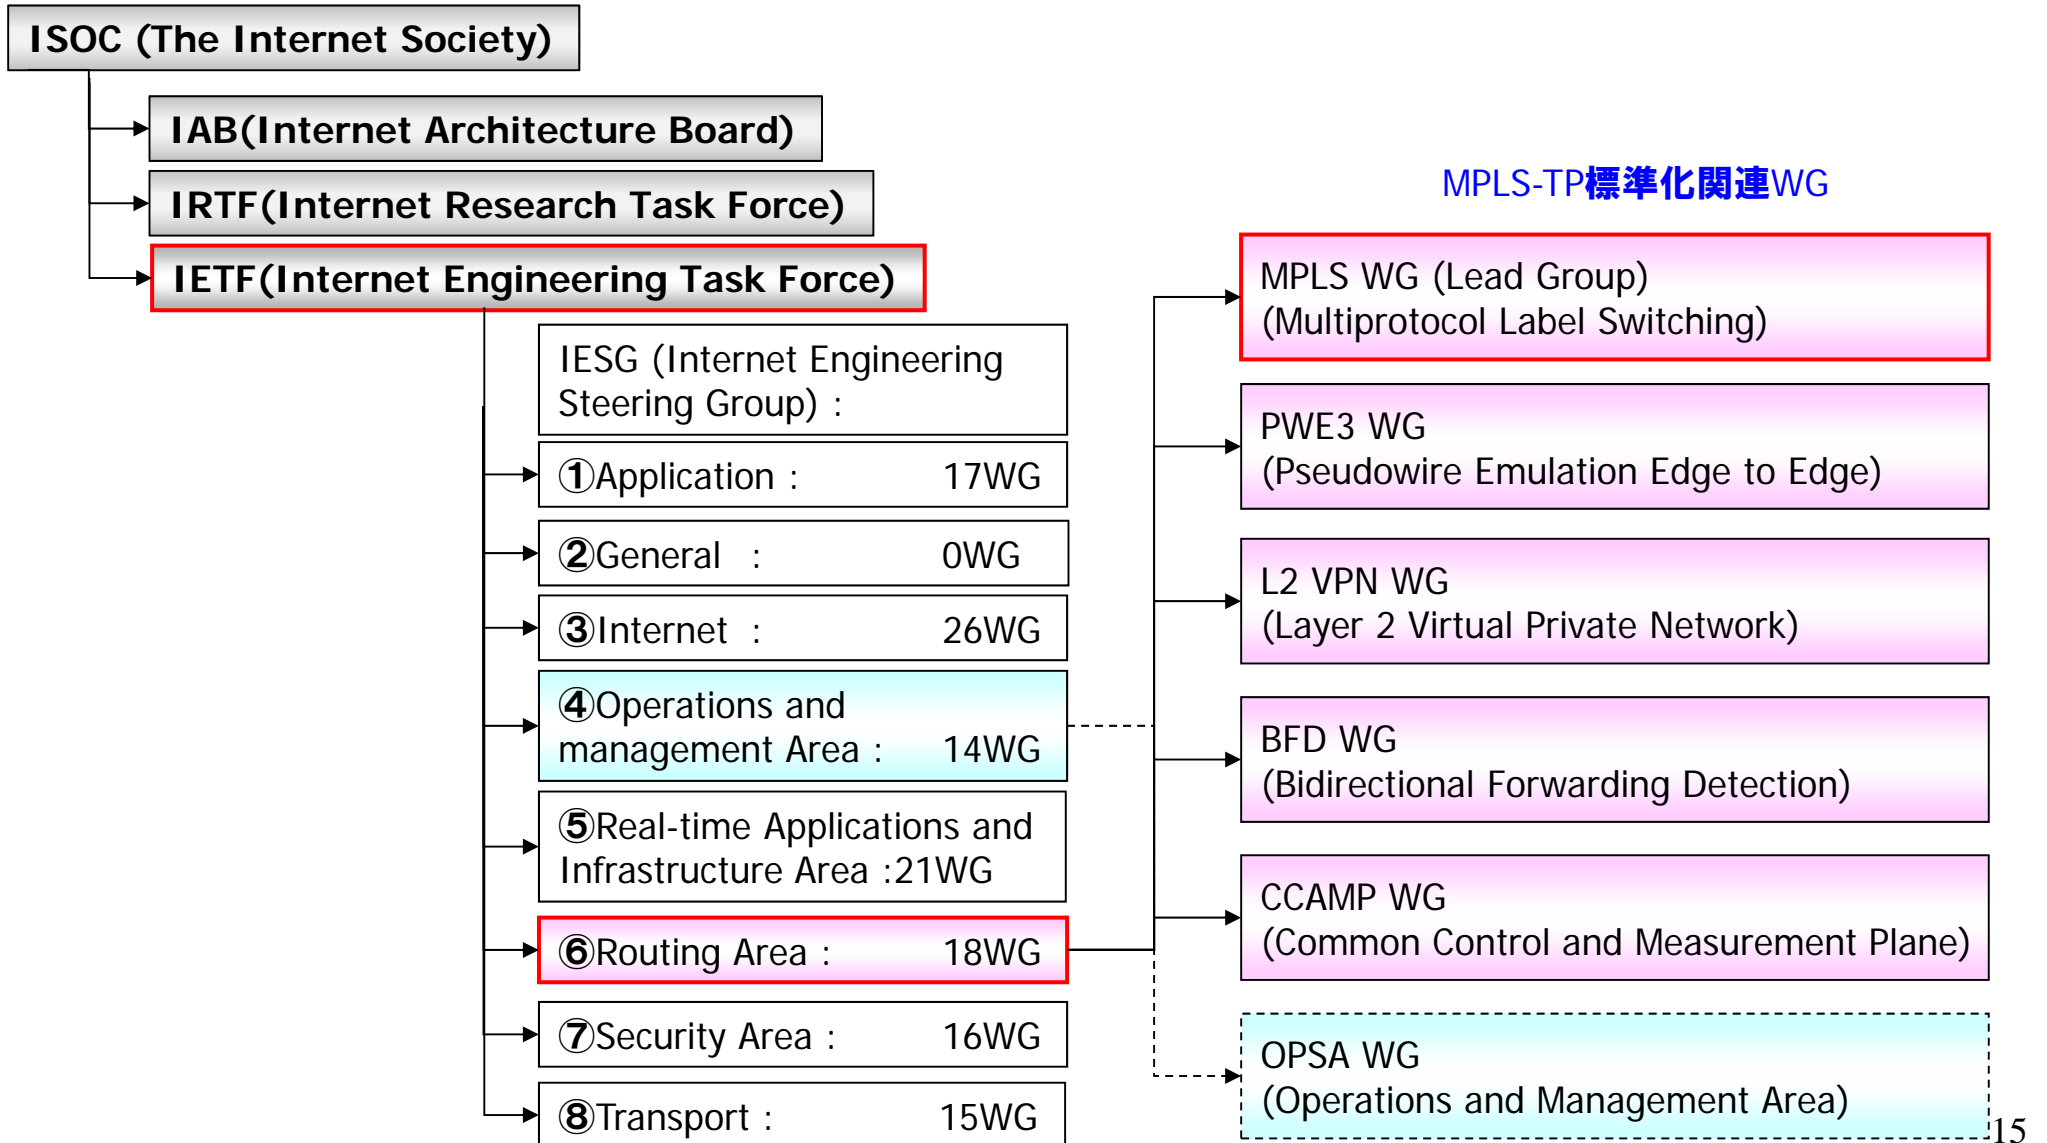 ISOC (The Internet Society)
IAB(Internet Architecture Board)
IRTF(Internet Research Task Force)
IETF(Internet Engineering Task Force)
IESG (Internet Engineering
Steering Group) :
①Application : 17WG
②General : 0WG
③Internet : 26WG
④Operations and
management Area : 14WG
⑤Real-time Applications and
Infrastructure Area :21WG
⑥Routing Area : 18WG
⑦Security Area : 16WG
⑧Transport : 15WG
MPLS-TP標準化関連WG
MPLS WG (Lead Group)
(Multiprotocol Label Switching)
PWE3 WG
(Pseudowire Emulation Edge to Edge)
L2 VPN WG
(Layer 2 Virtual Private Network)
BFD WG
(Bidirectional Forwarding Detection)
CCAMP WG
(Common Control and Measurement Plane)
OPSA WG
(Operations and Management Area)
15